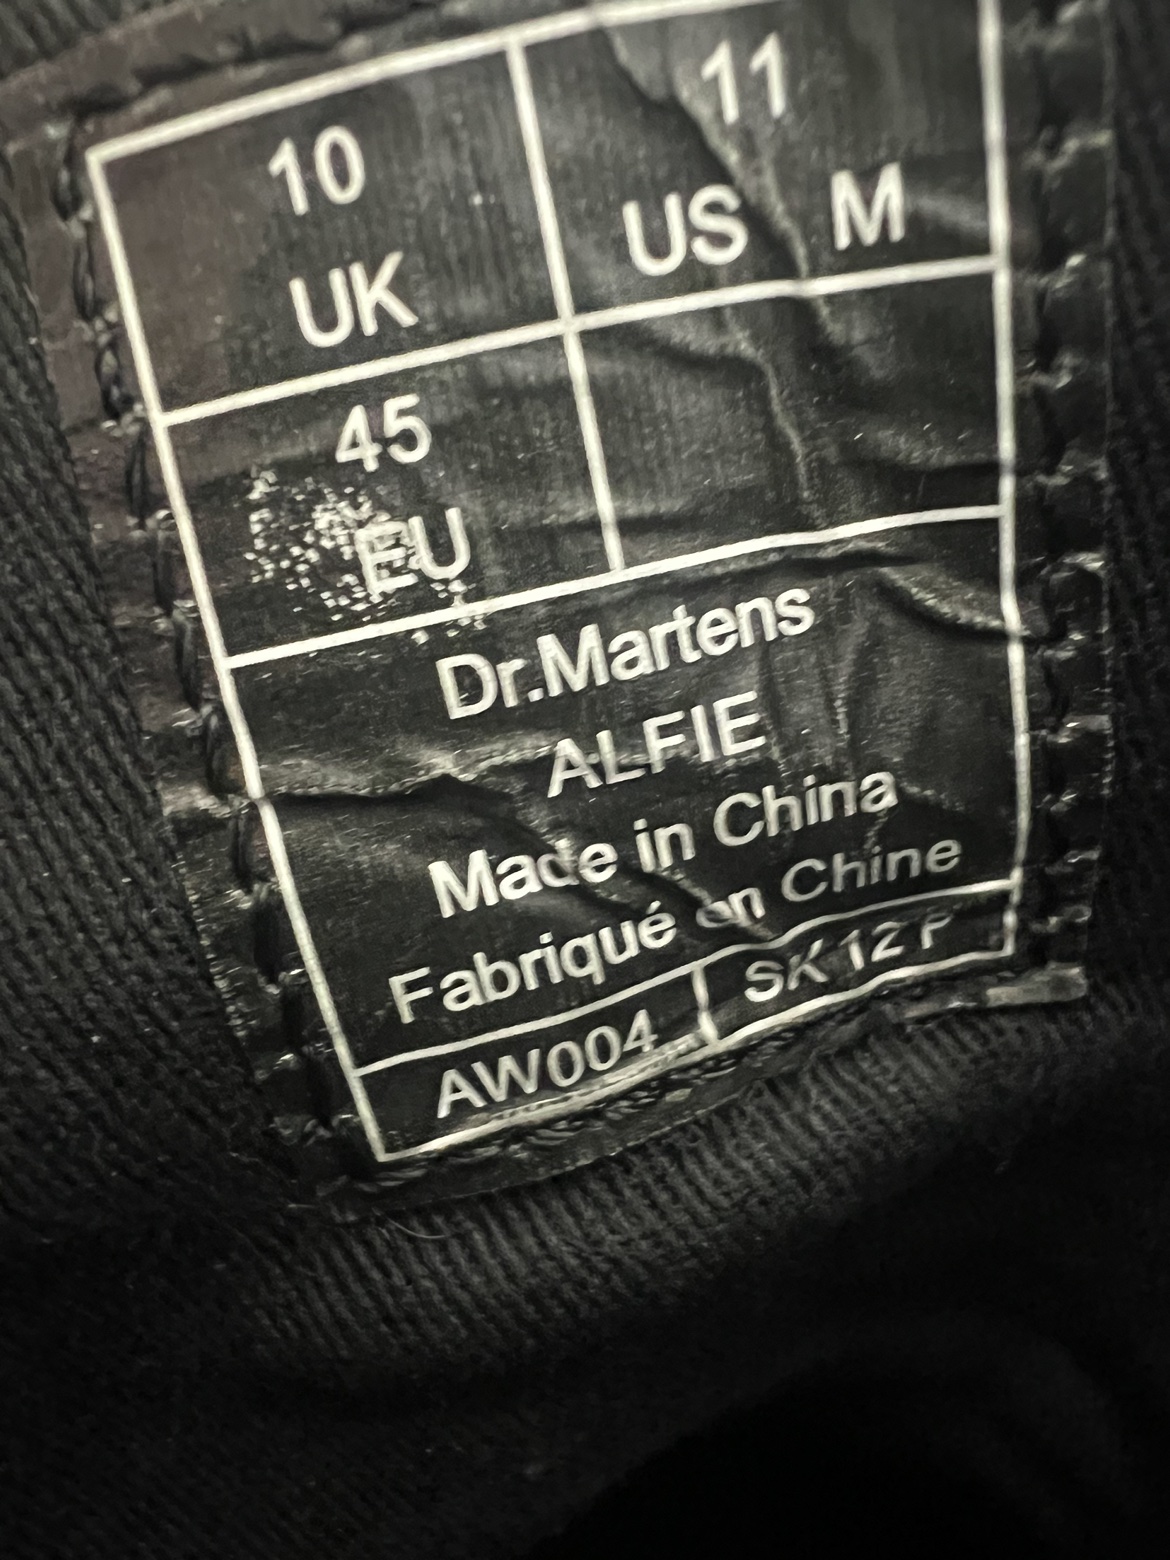 10
UK
11
US M
45
EU
Dr.Martens
ALFIE
Made in China
Fabriqué en Chine
AW004
SK 12 P